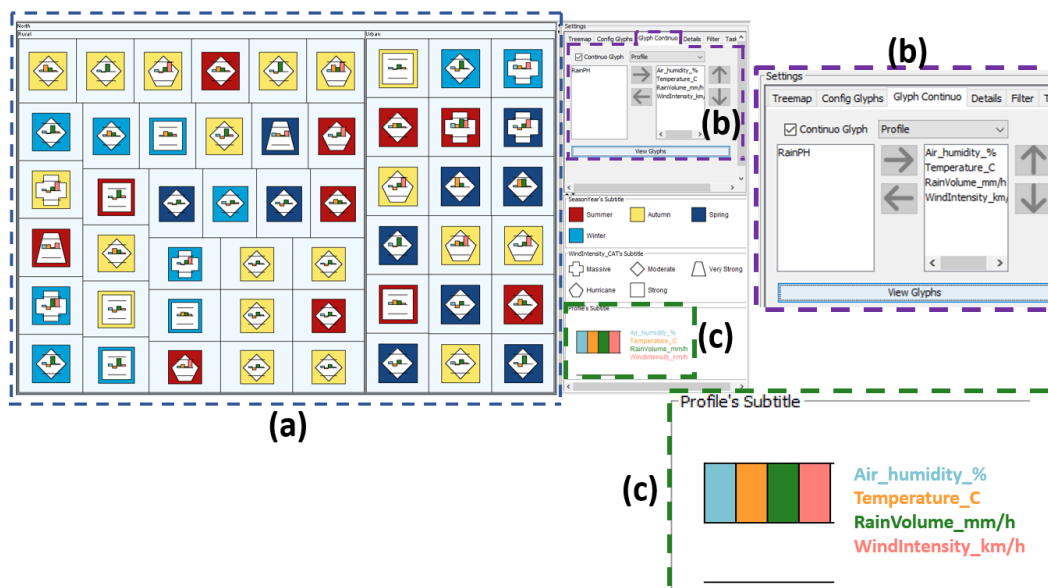 North
Rural
Urban
Settings
Treemap Config Glyphs Glyph Continuo Details Filter Task
Continuo Glyph Profile
RainPH
Air_humidity_%
Temperature_C
RainVolume_mm/h
WindIntensity_km/
View Glyphs
(b)
SeasonYear's Subtitle
Summer Autumn Spring
Winter
WindIntensity_CAT's Subtitle
Massive Moderate Very Strong
Hurricane Strong
Profile's Subtitle
Air_humidity_%
Temperature_C
RainVolume_mm/h
WindIntensity_km/h
(c)
(a)
(b)
Settings
Treemap Config Glyphs Glyph Continuo Details Filter T
Continuo Glyph Profile
RainPH
Air_humidity_%
Temperature_C
RainVolume_mm/h
WindIntensity_km/
View Glyphs
Profile's Subtitle
(c)
Air_humidity_%
Temperature_C
RainVolume_mm/h
WindIntensity_km/h